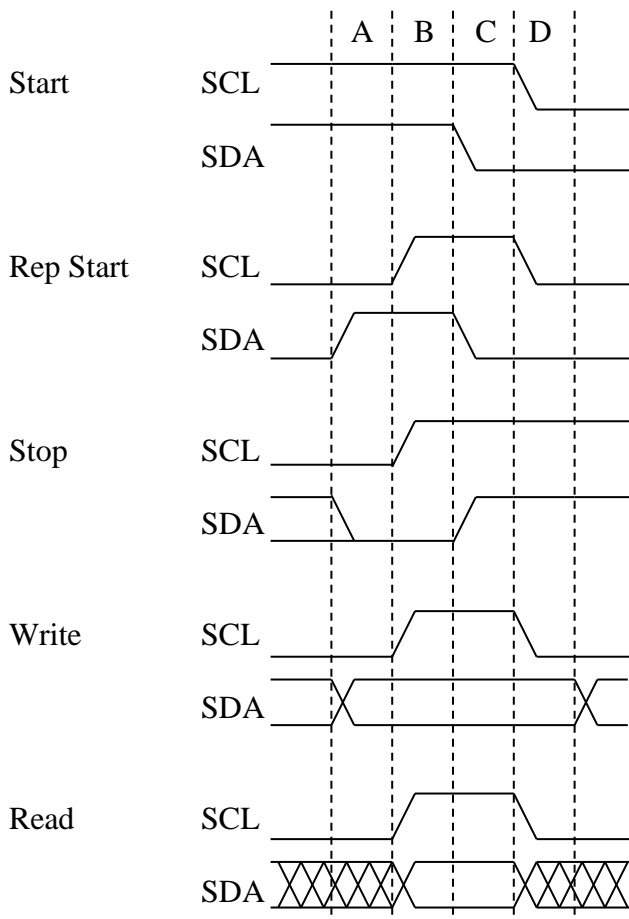 A B C D
Start SCL
SDA
Rep Start SCL
SDA
Stop SCL
SDA
Write SCL
SDA
Read SCL
SDA